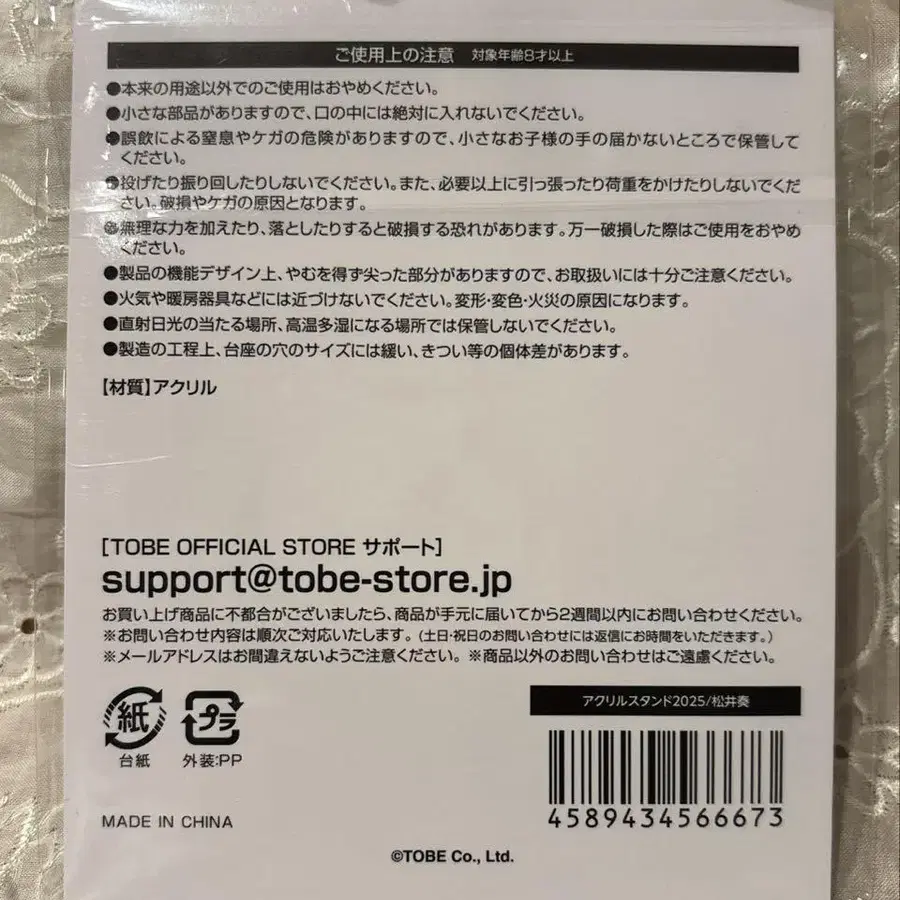 ご使用上の注意 対象年齢8才以上
●本来の用途以外でのご使用はおやめください。
●小さな部品がありますので、口の中には絶対に入れないでください。
●誤飲による窒息やケガの危険がありますので、小さなお子様の手の届かないところで保管して
ください。
●投げたり振り回したりしないでください。また、必要以上に引っ張ったり荷重をかけたりしないでくだ
さい。破損やケガの原因となります。
●無理な力を加えたり、落としたりすると破損する恐れがあります。万一破損した際はご使用をおやめ
ください。
●製品の機能デザイン上、やむを得ず尖った部分がありますので、お取扱いには十分ご注意ください。
●火気や暖房器具などには近づけないでください。変形・変色・火災の原因になります。
●直射日光の当たる場所、高温多湿になる場所では保管しないでください。
●製造の工程上、台座の穴のサイズには緩い、きつい等の個体差があります。
【材質】アクリル
[TOBE OFFICIAL STORE サポート]
support@tobe-store.jp
お買い上げ商品に不都合がございましたら、商品が手元に届いてから2週間以内にお問い合わせください。
※お問い合わせ内容は順次ご対応いたします。(土日・祝日のお問い合わせには返信にお時間をいただきます。)
※メールアドレスはお間違えないようご注意ください。※商品以外のお問い合わせはご遠慮ください。
紙 プラ
台紙 外装:PP
アクリルスタンド2025/松井奏
4589434566673
MADE IN CHINA
©TOBE Co., Ltd.